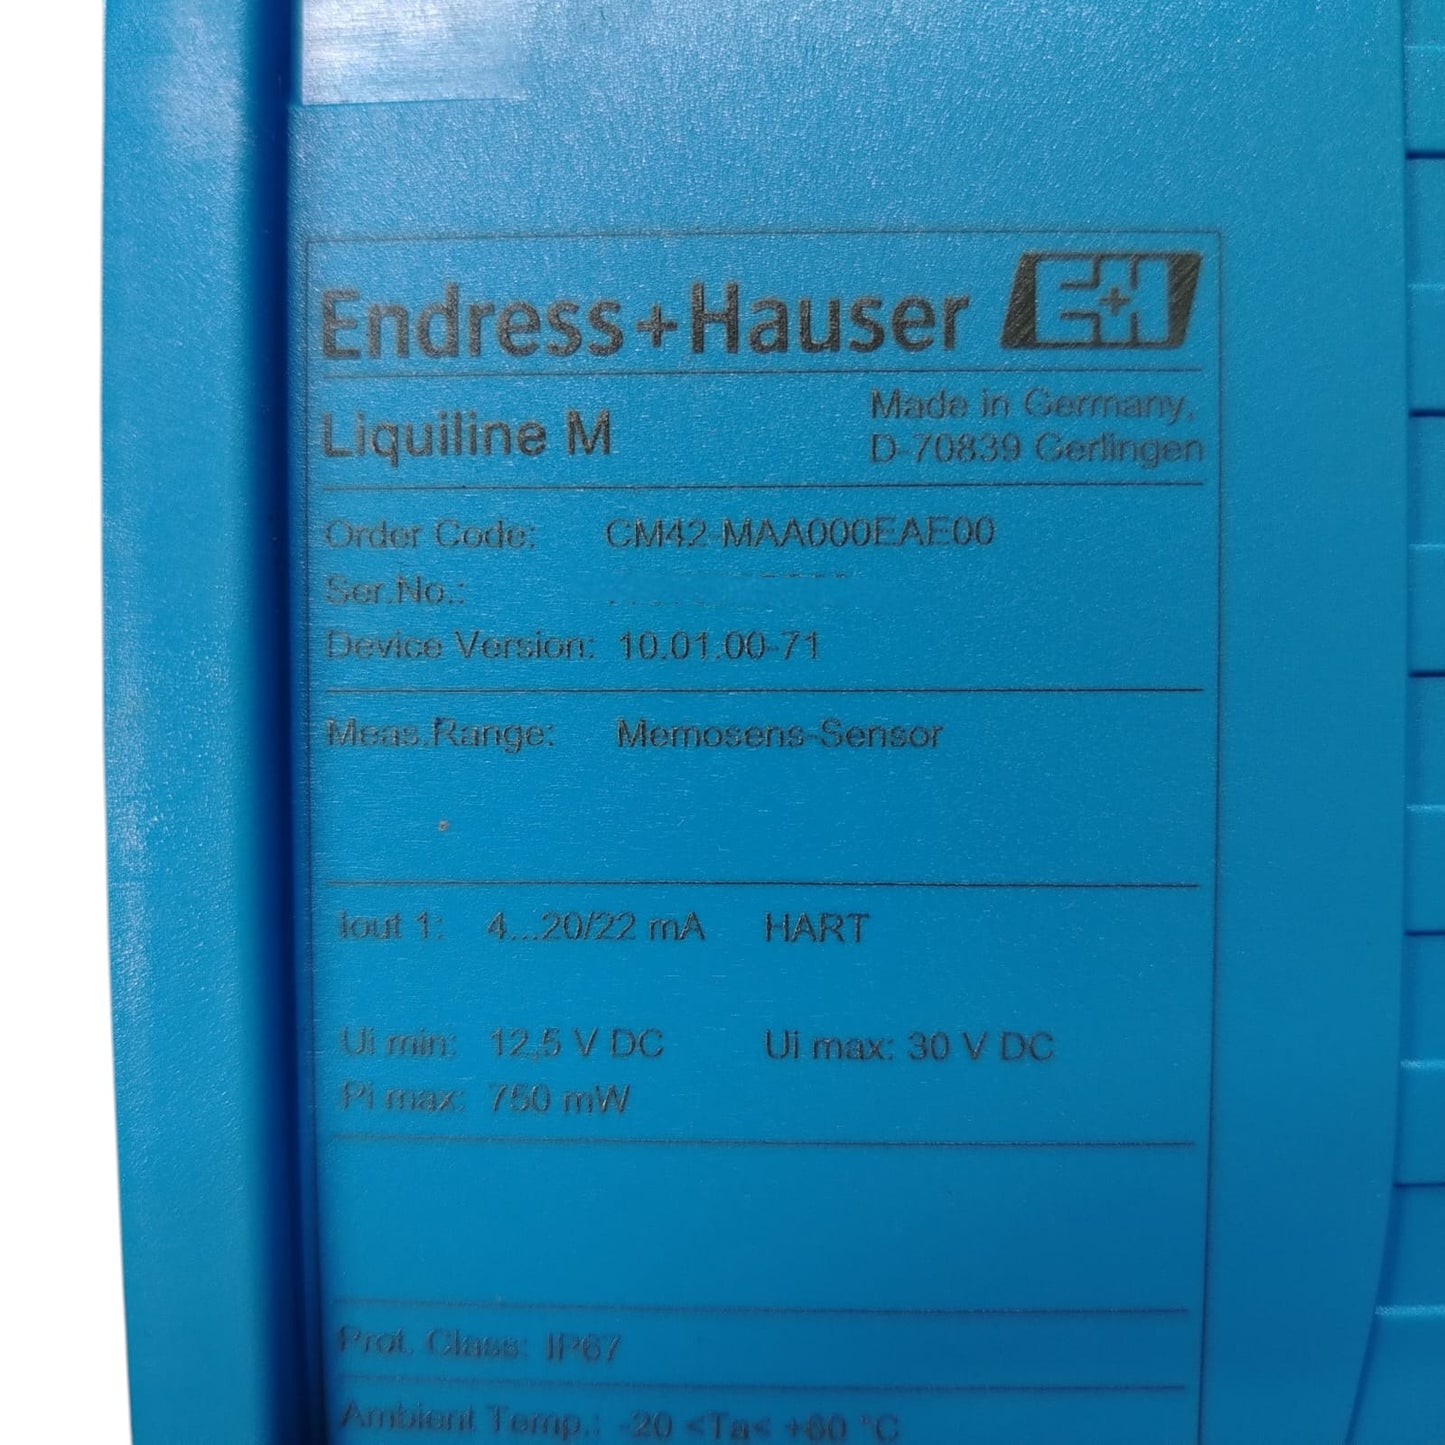 Endress+Hauser E+H
Liquiline M
Made in Germany,
D-70839 Gerlingen
Order Code: CM42-MAA000EAE00
Ser.No.:
Device Version: 10.01.00-71
Meas.Range: Memosens-Sensor
Iout 1: 4...20/22 mA HART
Ui min: 12,5 V DC Ui max: 30 V DC
Pi max: 750 mW
Prot. Class: IP67
Ambient Temp.: -20 <Ta< +60 °C